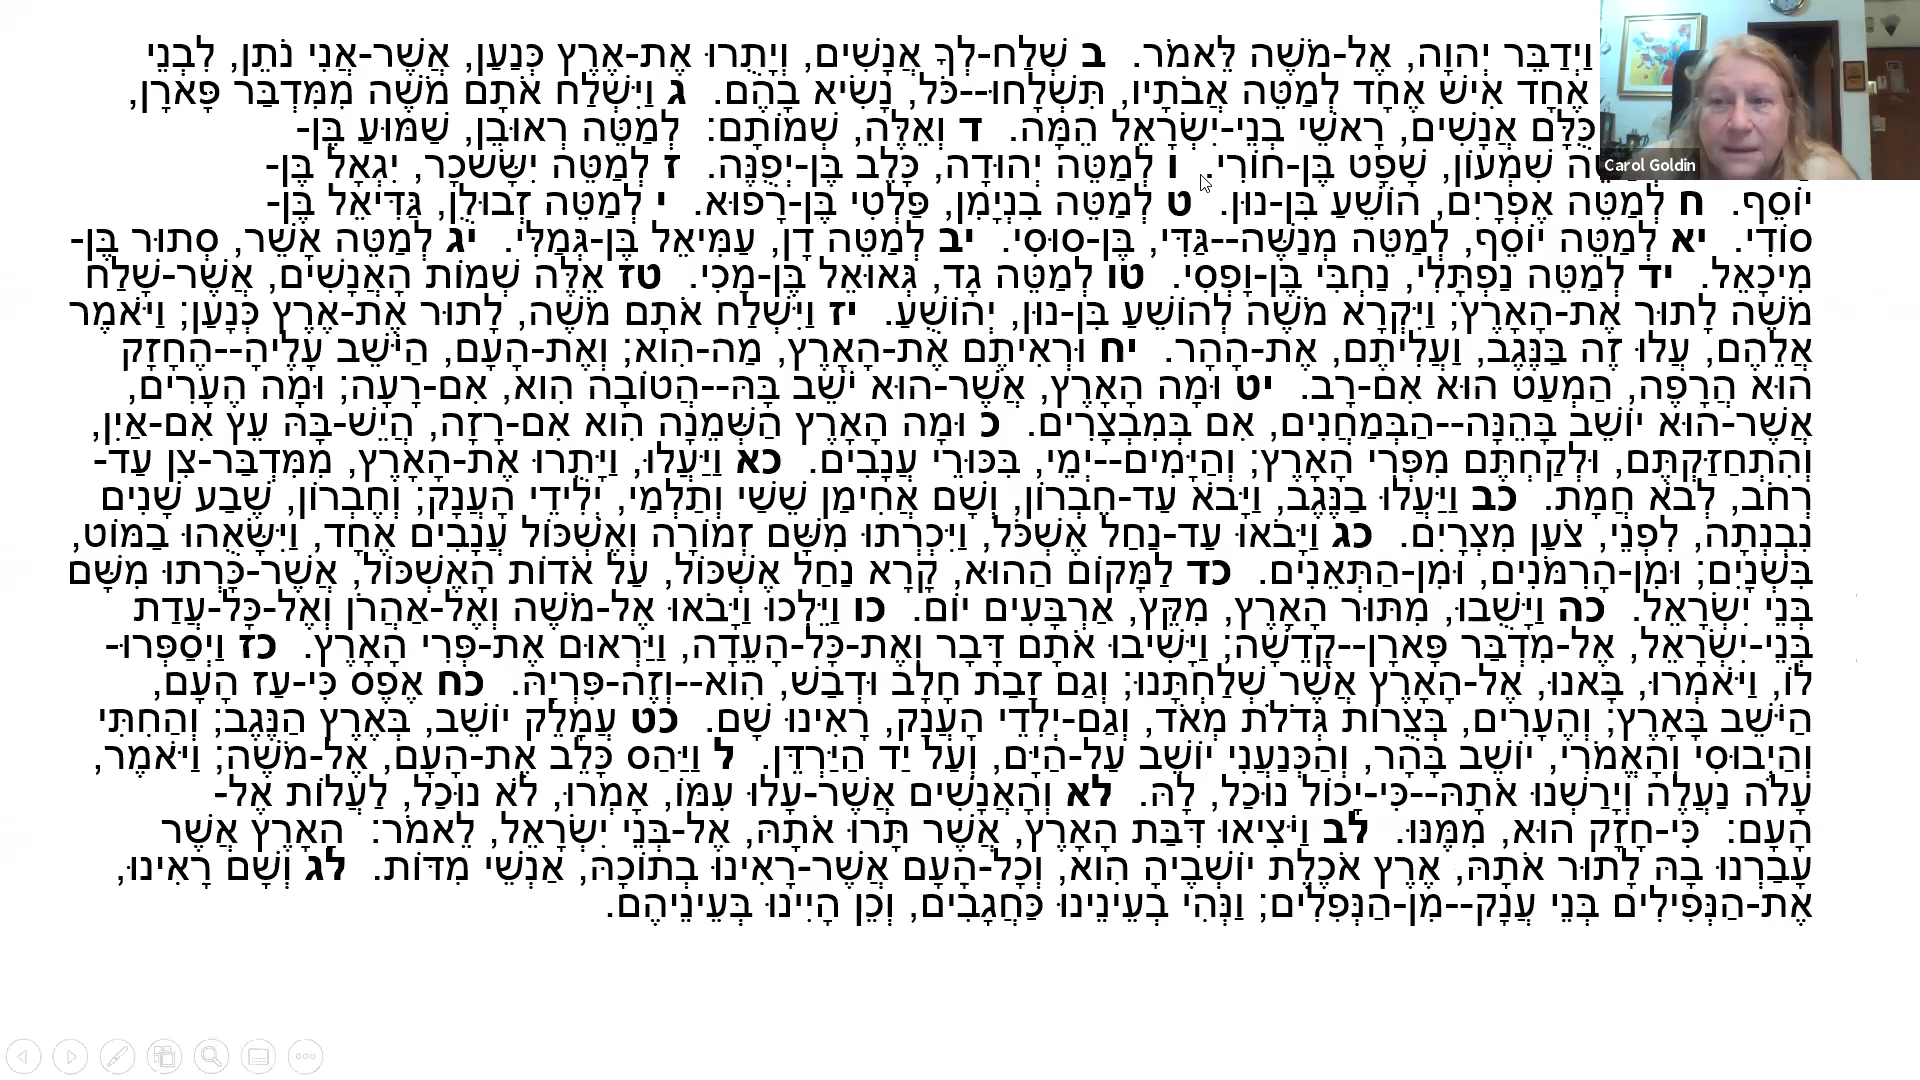 וַיְדַבֵּר יְהוָה, אֶל-מֹשֶׁה לֵּאמֹר. ב שְׁלַח-לְךָ אֲנָשִׁים, וְיָתֻרוּ אֶת-אֶרֶץ כְּנַעַן, אֲשֶׁר-אֲנִי נֹתֵן, לִבְנֵי
אֶחָד אִישׁ אֶחָד לְמַטֵּה אֲבֹתָיו, תִּשְׁלָחוּ--כֹּל, נָשִׂיא בָהֶם. ג וַיִּשְׁלַח אֹתָם מֹשֶׁה מִמִּדְבַּר פָּארָן,
כֻּלָּם אֲנָשִׁים, רָאשֵׁי בְנֵי-יִשְׂרָאֵל הֵמָּה. ד וְאֵלֶּה, שְׁמוֹתָם: לְמַטֵּה רְאוּבֵן, שַׁמּוּעַ בֶּן-
שִׁמְעוֹן, שָׁפָט בֶּן-חוֹרִי. ו לְמַטֵּה יְהוּדָה, כָּלֵב בֶּן-יְפֻנֶּה. ז לְמַטֵּה יִשָּׂשכָר, יִגְאָל בֶּן-
יוֹסֵף. ח לְמַטֵּה אֶפְרָיִם, הוֹשֵׁעַ בִּן-נוּן. ט לְמַטֵּה בִנְיָמִן, פַּלְטִי בֶּן-רָפוּא. י לְמַטֵּה זְבוּלֻן, גַּדִּיאֵל בֶּן-
סוֹדִי. יא לְמַטֵּה יוֹסֵף, לְמַטֵּה מְנַשֶּׁה--גַּדִּי, בֶּן-סוּסִי. יב לְמַטֵּה דָן, עַמִּיאֵל בֶּן-גְּמַלִּי. יג לְמַטֵּה אָשֵׁר, סְתוּר בֶּן-
מִיכָאֵל. יד לְמַטֵּה נַפְתָּלִי, נַחְבִּי בֶּן-וָפְסִי. טו לְמַטֵּה גָד, גְּאוּאֵל בֶּן-מָכִי. טז אֵלֶּה שְׁמוֹת הָאֲנָשִׁים, אֲשֶׁר-שָׁלַח
מֹשֶׁה לָתוּר אֶת-הָאָרֶץ; וַיִּקְרָא מֹשֶׁה לְהוֹשֵׁעַ בִּן-נוּן, יְהוֹשֻׁעַ. יז וַיִּשְׁלַח אֹתָם מֹשֶׁה, לָתוּר אֶת-אֶרֶץ כְּנָעַן; וַיֹּאמֶר
אֲלֵהֶם, עֲלוּ זֶה בַּנֶּגֶב, וַעֲלִיתֶם, אֶת-הָהָר. יח וּרְאִיתֶם אֶת-הָאָרֶץ, מַה-הִוא; וְאֶת-הָעָם, הַיֹּשֵׁב עָלֶיהָ--הֶחָזָק
הוּא הֲרָפֶה, הַמְעַט הוּא אִם-רָב. יט וּמָה הָאָרֶץ, אֲשֶׁר-הוּא יֹשֵׁב בָּהּ--הֲטוֹבָה הִוא, אִם-רָעָה; וּמָה הֶעָרִים,
אֲשֶׁר-הוּא יוֹשֵׁב בָּהֵנָּה--הַבְּמַחֲנִים, אִם בְּמִבְצָרִים. כ וּמָה הָאָרֶץ הַשְּׁמֵנָה הִוא אִם-רָזָה, הֲיֵשׁ-בָּהּ עֵץ אִם-אַיִן,
וְהִתְחַזַּקְתֶּם, וּלְקַחְתֶּם מִפְּרִי הָאָרֶץ; וְהַיָּמִים--יְמֵי, בִּכּוּרֵי עֲנָבִים. כא וַיַּעֲלוּ, וַיָּתֻרוּ אֶת-הָאָרֶץ, מִמִּדְבַּר-צִן עַד-
רְחֹב, לְבֹא חֲמָת. כב וַיַּעֲלוּ בַנֶּגֶב, וַיָּבֹא עַד-חֶבְרוֹן, וְשָׁם אֲחִימַן שֵׁשַׁי וְתַלְמַי, יְלִידֵי הָעֲנָק; וְחֶבְרוֹן, שֶׁבַע שָׁנִים
נִבְנְתָה, לִפְנֵי, צֹעַן מִצְרָיִם. כג וַיָּבֹאוּ עַד-נַחַל אֶשְׁכֹּל, וַיִּכְרְתוּ מִשָּׁם זְמוֹרָה וְאֶשְׁכּוֹל עֲנָבִים אֶחָד, וַיִּשָּׂאֻהוּ בַמּוֹט,
בִּשְׁנָיִם; וּמִן-הָרִמֹּנִים, וּמִן-הַתְּאֵנִים. כד לַמָּקוֹם הַהוּא, קָרָא נַחַל אֶשְׁכּוֹל, עַל אֹדוֹת הָאֶשְׁכּוֹל, אֲשֶׁר-כָּרְתוּ מִשָּׁם
בְּנֵי יִשְׂרָאֵל. כה וַיָּשֻׁבוּ, מִתּוּר הָאָרֶץ, מִקֵּץ, אַרְבָּעִים יוֹם. כו וַיֵּלְכוּ וַיָּבֹאוּ אֶל-מֹשֶׁה וְאֶל-אַהֲרֹן וְאֶל-כָּל-עֲדַת
בְּנֵי-יִשְׂרָאֵל, אֶל-מִדְבַּר פָּארָן--קָדֵשָׁה; וַיָּשִׁיבוּ אֹתָם דָּבָר וְאֶת-כָּל-הָעֵדָה, וַיַּרְאוּם אֶת-פְּרִי הָאָרֶץ. כז וַיְסַפְּרוּ-
לוֹ, וַיֹּאמְרוּ, בָּאנוּ, אֶל-הָאָרֶץ אֲשֶׁר שְׁלַחְתָּנוּ; וְגַם זָבַת חָלָב וּדְבַשׁ, הִוא--וְזֶה-פִּרְיָהּ. כח אֶפֶס כִּי-עַז הָעָם,
הַיֹּשֵׁב בָּאָרֶץ; וְהֶעָרִים, בְּצֻרוֹת גְּדֹלֹת מְאֹד, וְגַם-יְלִדֵי הָעֲנָק, רָאִינוּ שָׁם. כט עֲמָלֵק יוֹשֵׁב, בְּאֶרֶץ הַנֶּגֶב; וְהַחִתִּי
וְהַיְבוּסִי וְהָאֱמֹרִי, יוֹשֵׁב בָּהָר, וְהַכְּנַעֲנִי יוֹשֵׁב עַל-הַיָּם, וְעַל יַד הַיַּרְדֵּן. ל וַיַּהַס כָּלֵב אֶת-הָעָם, אֶל-מֹשֶׁה; וַיֹּאמֶר,
עָלֹה נַעֲלֶה וְיָרַשְׁנוּ אֹתָהּ--כִּי-יָכוֹל נוּכַל, לָהּ. לא וְהָאֲנָשִׁים אֲשֶׁר-עָלוּ עִמּוֹ, אָמְרוּ, לֹא נוּכַל, לַעֲלוֹת אֶל-
הָעָם: כִּי-חָזָק הוּא, מִמֶּנּוּ. לב וַיֹּצִיאוּ דִּבַּת הָאָרֶץ, אֲשֶׁר תָּרוּ אֹתָהּ, אֶל-בְּנֵי יִשְׂרָאֵל, לֵאמֹר: הָאָרֶץ אֲשֶׁר
עָבַרְנוּ בָהּ לָתוּר אֹתָהּ, אֶרֶץ אֹכֶלֶת יוֹשְׁבֶיהָ הִוא, וְכָל-הָעָם אֲשֶׁר-רָאִינוּ בְתוֹכָהּ, אַנְשֵׁי מִדּוֹת. לג וְשָׁם רָאִינוּ,
אֶת-הַנְּפִילִים בְּנֵי עֲנָק--מִן-הַנְּפִלִים; וַנְּהִי בְעֵינֵינוּ כַּחֲגָבִים, וְכֵן הָיִינוּ בְּעֵינֵיהֶם.
Carol Goldin